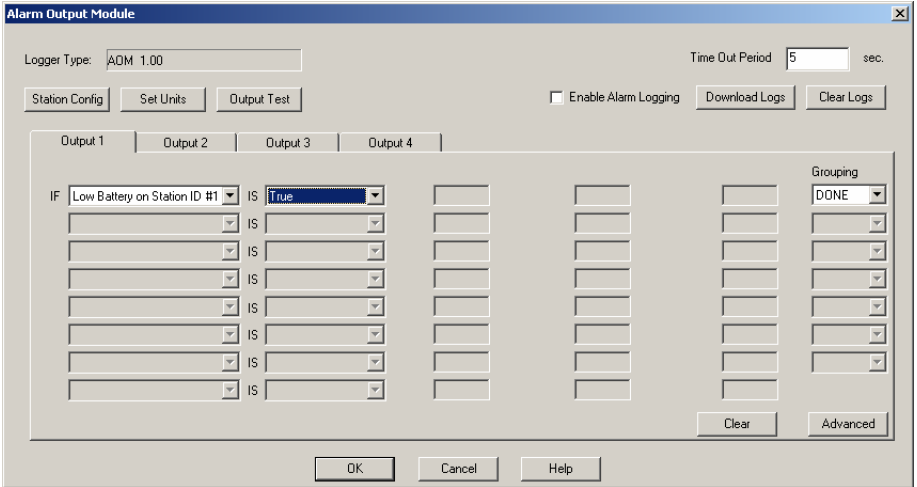 Alarm Output Module
Logger Type: AOM 1.00
Time Out Period 5 sec.
Station Config Set Units Output Test
Enable Alarm Logging Download Logs Clear Logs
Output 1 Output 2 Output 3 Output 4
Grouping
IF Low Battery on Station ID #1 IS True DONE
IS
IS
IS
IS
IS
IS
IS
Clear Advanced
OK Cancel Help